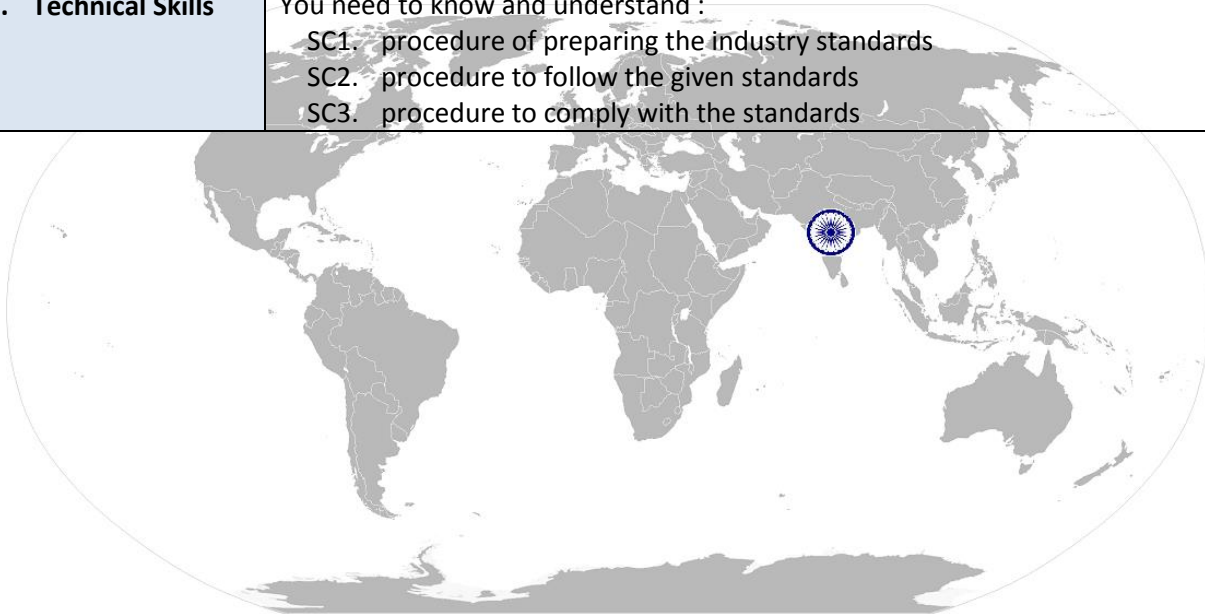 . Technical Skills
You need to know and understand :
SC1. procedure of preparing the industry standards
SC2. procedure to follow the given standards
SC3. procedure to comply with the standards